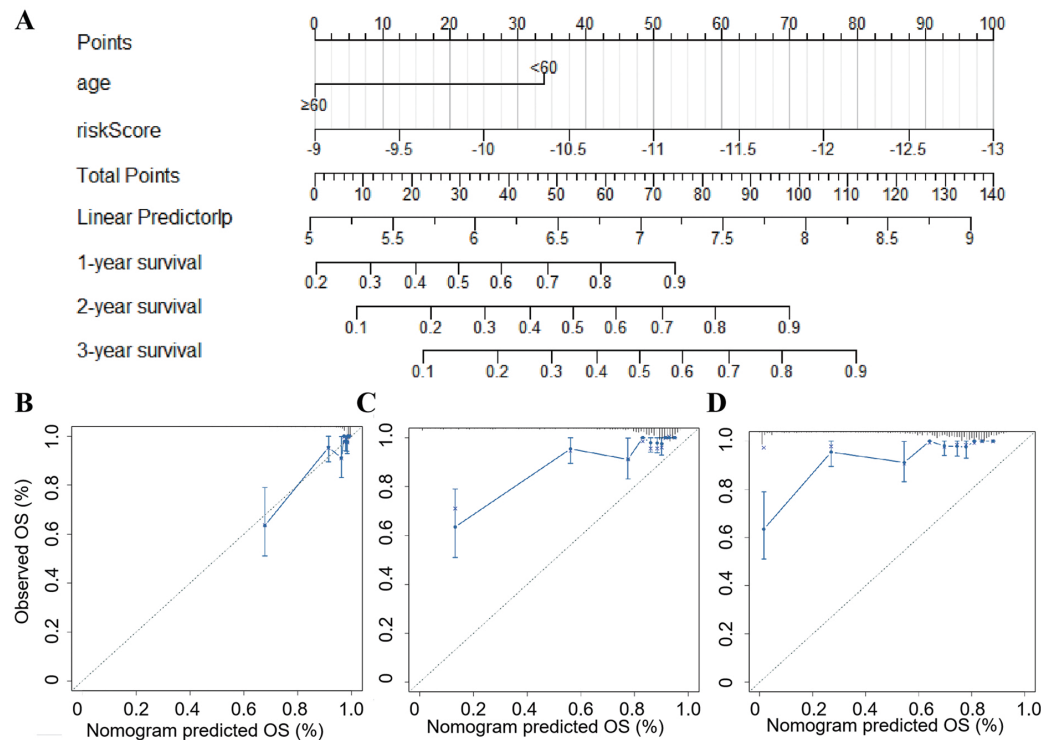 A
Points
0 10 20 30 40 50 60 70 80 90 100
age
<60
≥60
riskScore
-9 -9.5 -10 -10.5 -11 -11.5 -12 -12.5 -13
Total Points
0 10 20 30 40 50 60 70 80 90 100 110 120 130 140
Linear Predictorlp
5 5.5 6 6.5 7 7.5 8 8.5 9
1-year survival
0.2 0.3 0.4 0.5 0.6 0.7 0.8 0.9
2-year survival
0.1 0.2 0.3 0.4 0.5 0.6 0.7 0.8 0.9
3-year survival
0.1 0.2 0.3 0.4 0.5 0.6 0.7 0.8 0.9
B
Observed OS (%)
1.0
0.8
0.6
0.4
0.2
0
0 0.2 0.4 0.6 0.8 1.0
Nomogram predicted OS (%)
C
1.0
0.8
0.6
0.4
0.2
0
0 0.2 0.4 0.6 0.8 1.0
Nomogram predicted OS (%)
D
1.0
0.8
0.6
0.4
0.2
0
0 0.2 0.4 0.6 0.8 1.0
Nomogram predicted OS (%)